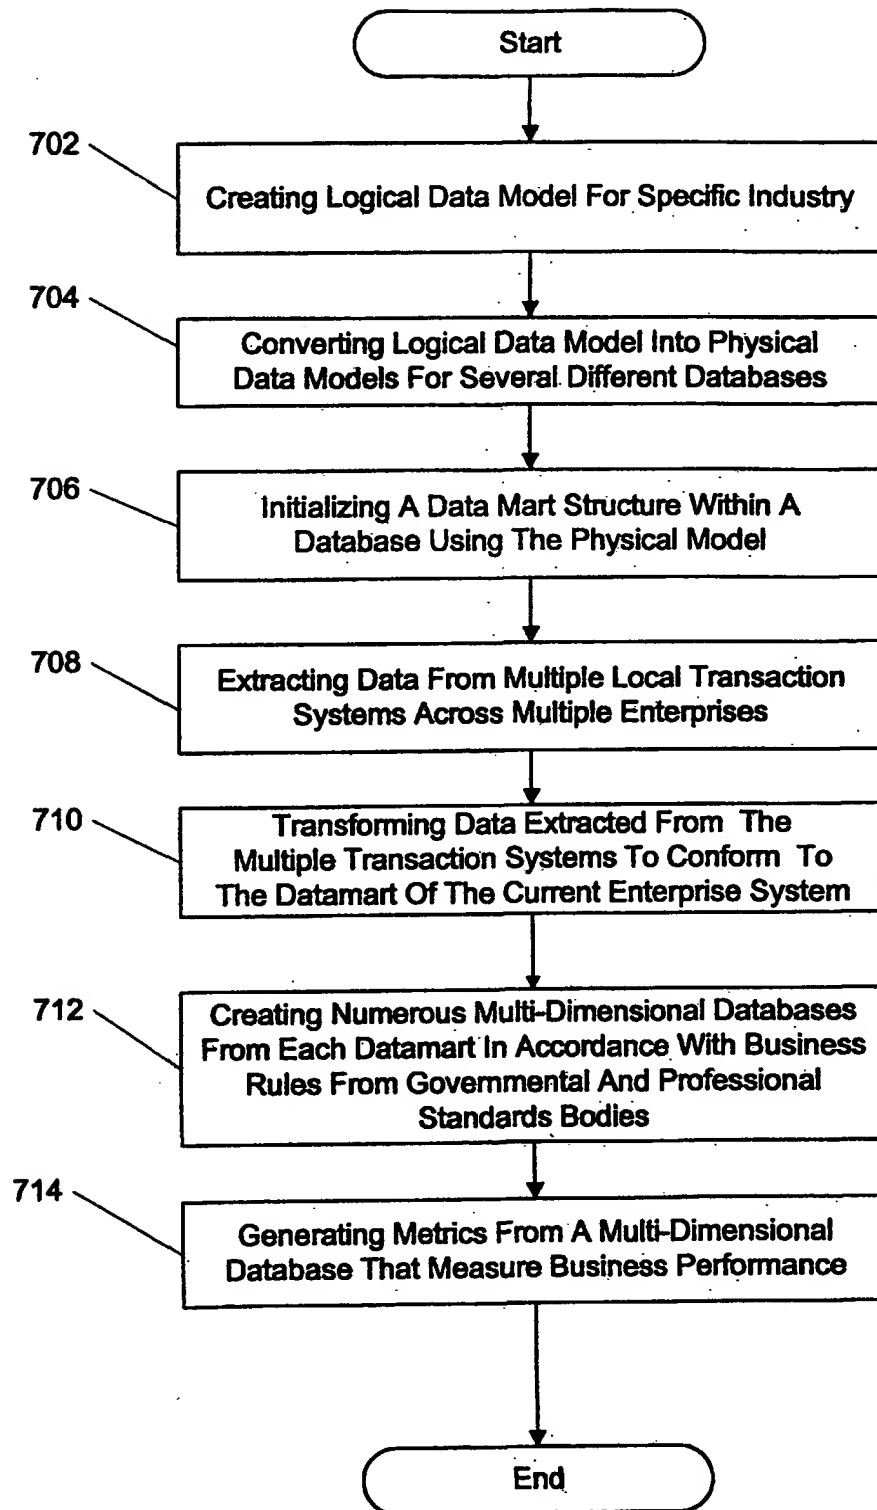 Start
702
Creating Logical Data Model For Specific Industry
704
Converting Logical Data Model Into Physical
Data Models For Several Different Databases
706
Initializing A Data Mart Structure Within A
Database Using The Physical Model
708
Extracting Data From Multiple Local Transaction
Systems Across Multiple Enterprises
710
Transforming Data Extracted From The
Multiple Transaction Systems To Conform To
The Datamart Of The Current Enterprise System
712
Creating Numerous Multi-Dimensional Databases
From Each Datamart In Accordance With Business
Rules From Governmental And Professional
Standards Bodies
714
Generating Metrics From A Multi-Dimensional
Database That Measure Business Performance
End